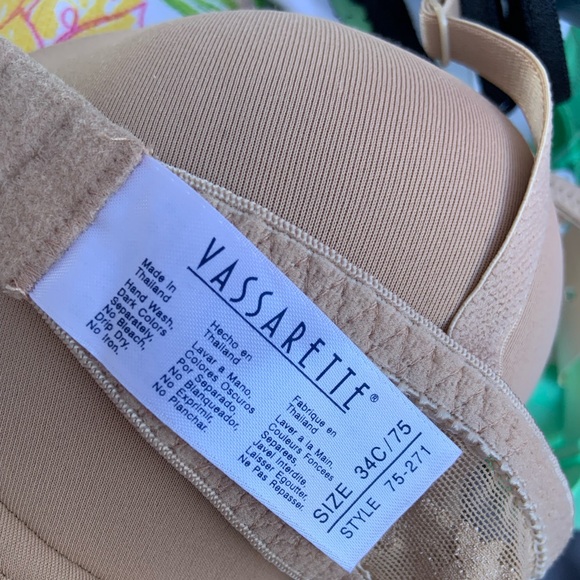 VASSARETTE®
Made In
Thailand
Hand Wash,
Dark Colors
Separately.
No Bleach,
Drip Dry,
No Iron.
Hecho en
Thailand
Lavar a Mano,
Colores Oscuros
Por Separado.
No Blanqueador,
No Exprimir,
No Planchar.
Fabrique en
Thailand
Laver a la Main,
Couleurs Foncées
Separees.
Javel Interdite,
Laisser Egoutter,
Ne Pas Repasser.
SIZE 34C/75
STYLE 75-271